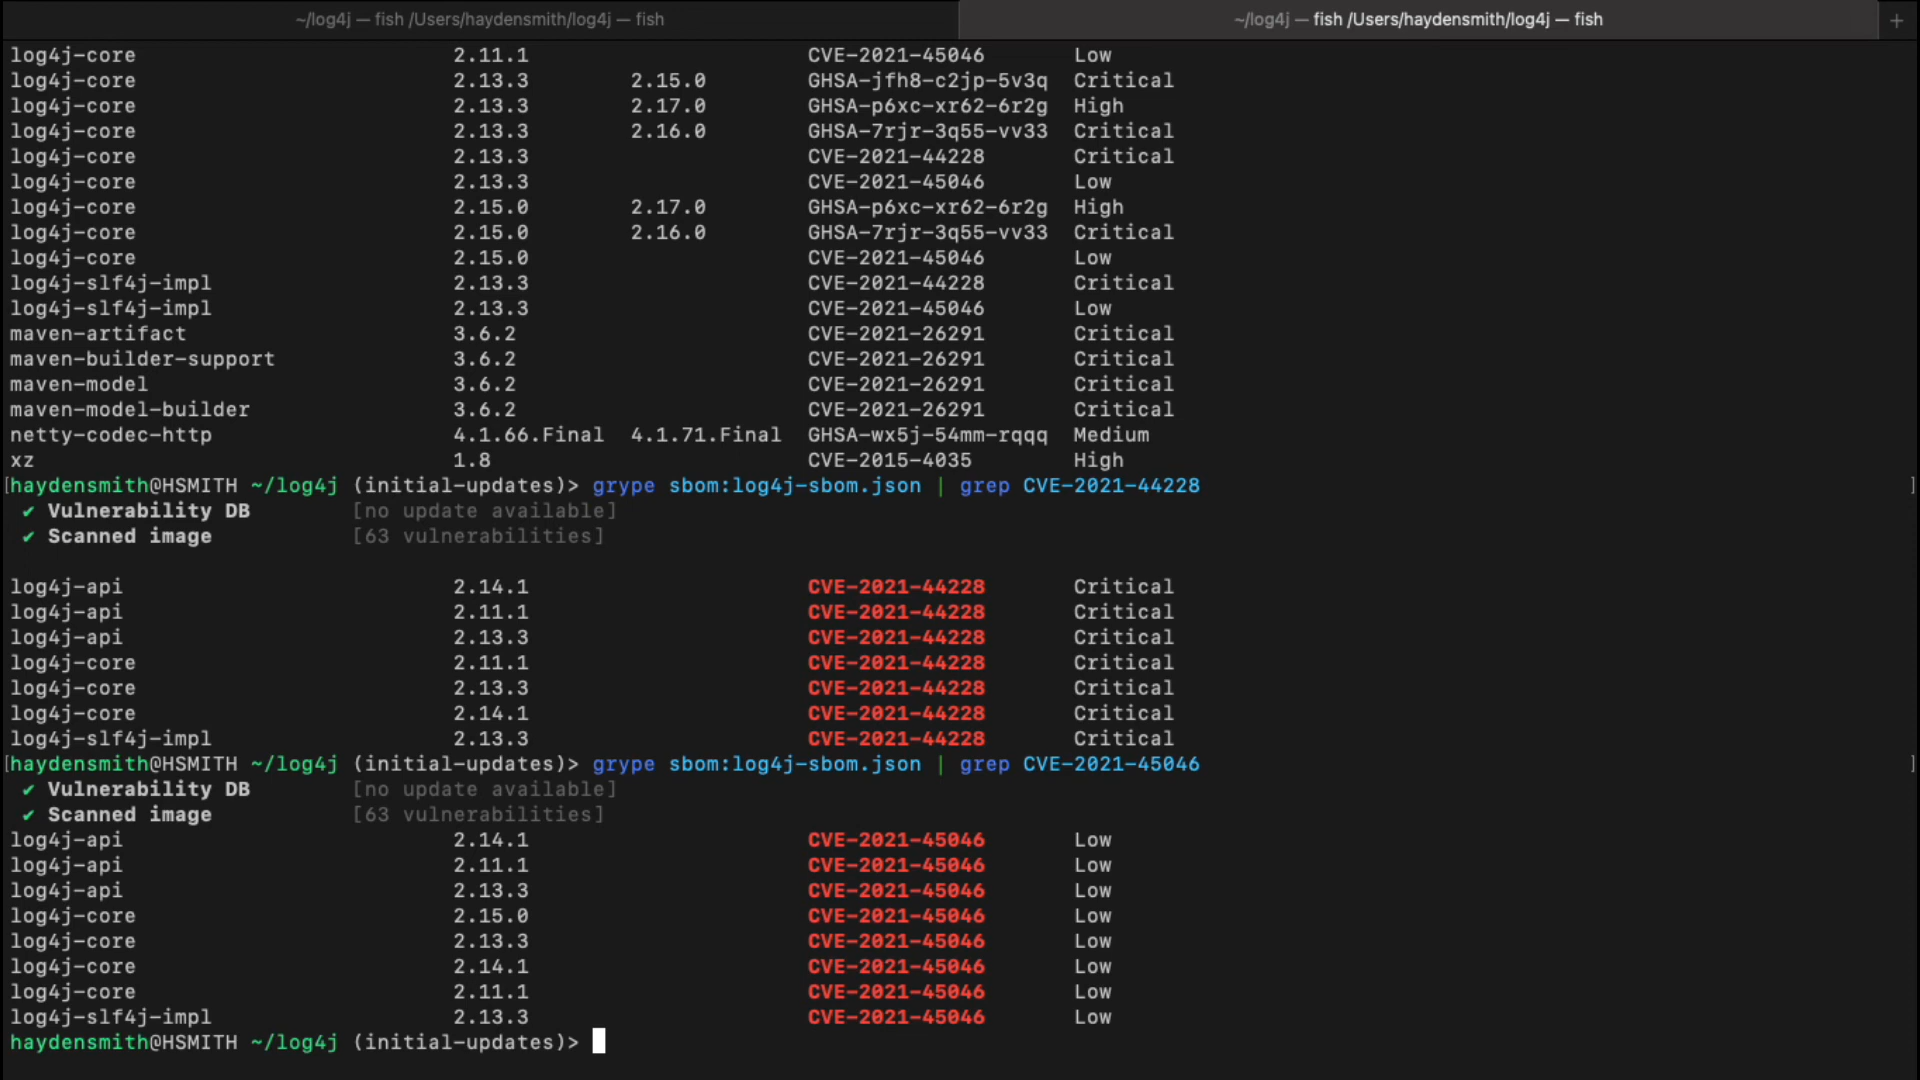 ~/log4j — fish /Users/haydensmith/log4j — fish
~/log4j — fish /Users/haydensmith/log4j — fish
+
log4j-core 2.11.1 CVE-2021-45046 Low
log4j-core 2.13.3 2.15.0 GHSA-jfh8-c2jp-5v3q Critical
log4j-core 2.13.3 2.17.0 GHSA-p6xc-xr62-6r2g High
log4j-core 2.13.3 2.16.0 GHSA-7rjr-3q55-vv33 Critical
log4j-core 2.13.3 CVE-2021-44228 Critical
log4j-core 2.13.3 CVE-2021-45046 Low
log4j-core 2.15.0 2.17.0 GHSA-p6xc-xr62-6r2g High
log4j-core 2.15.0 2.16.0 GHSA-7rjr-3q55-vv33 Critical
log4j-core 2.15.0 CVE-2021-45046 Low
log4j-slf4j-impl 2.13.3 CVE-2021-44228 Critical
log4j-slf4j-impl 2.13.3 CVE-2021-45046 Low
maven-artifact 3.6.2 CVE-2021-26291 Critical
maven-builder-support 3.6.2 CVE-2021-26291 Critical
maven-model 3.6.2 CVE-2021-26291 Critical
maven-model-builder 3.6.2 CVE-2021-26291 Critical
netty-codec-http 4.1.66.Final 4.1.71.Final GHSA-wx5j-54mm-rqqq Medium
xz 1.8 CVE-2015-4035 High
[haydensmith@HSMITH ~/log4j (initial-updates)> grype sbom:log4j-sbom.json | grep CVE-2021-44228 ]
✔ Vulnerability DB [no update available]
✔ Scanned image [63 vulnerabilities]
log4j-api 2.14.1 CVE-2021-44228 Critical
log4j-api 2.11.1 CVE-2021-44228 Critical
log4j-api 2.13.3 CVE-2021-44228 Critical
log4j-core 2.11.1 CVE-2021-44228 Critical
log4j-core 2.13.3 CVE-2021-44228 Critical
log4j-core 2.14.1 CVE-2021-44228 Critical
log4j-slf4j-impl 2.13.3 CVE-2021-44228 Critical
[haydensmith@HSMITH ~/log4j (initial-updates)> grype sbom:log4j-sbom.json | grep CVE-2021-45046 ]
✔ Vulnerability DB [no update available]
✔ Scanned image [63 vulnerabilities]
log4j-api 2.14.1 CVE-2021-45046 Low
log4j-api 2.11.1 CVE-2021-45046 Low
log4j-api 2.13.3 CVE-2021-45046 Low
log4j-core 2.15.0 CVE-2021-45046 Low
log4j-core 2.13.3 CVE-2021-45046 Low
log4j-core 2.14.1 CVE-2021-45046 Low
log4j-core 2.11.1 CVE-2021-45046 Low
log4j-slf4j-impl 2.13.3 CVE-2021-45046 Low
haydensmith@HSMITH ~/log4j (initial-updates)>